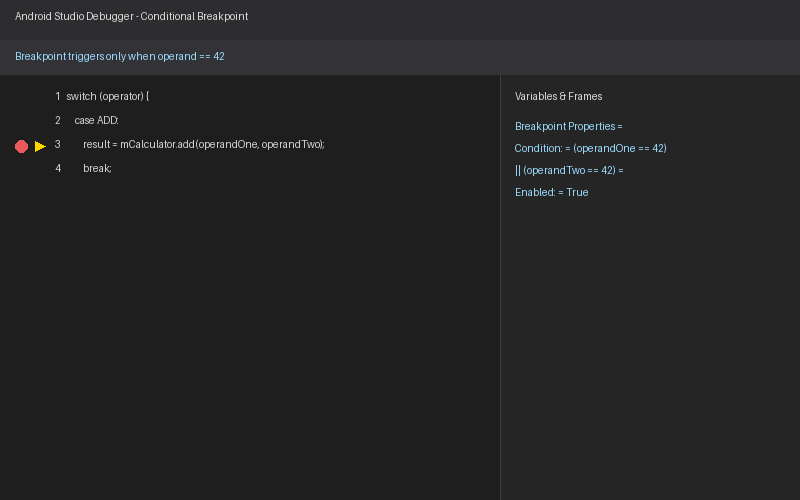 Android Studio Debugger - Conditional Breakpoint
Breakpoint triggers only when operand == 42
1 switch (operator) {
2 case ADD:
3 result = mCalculator.add(operandOne, operandTwo);
4 break;
Variables & Frames
Breakpoint Properties =
Condition: = (operandOne == 42)
|| (operandTwo == 42) =
Enabled: = True